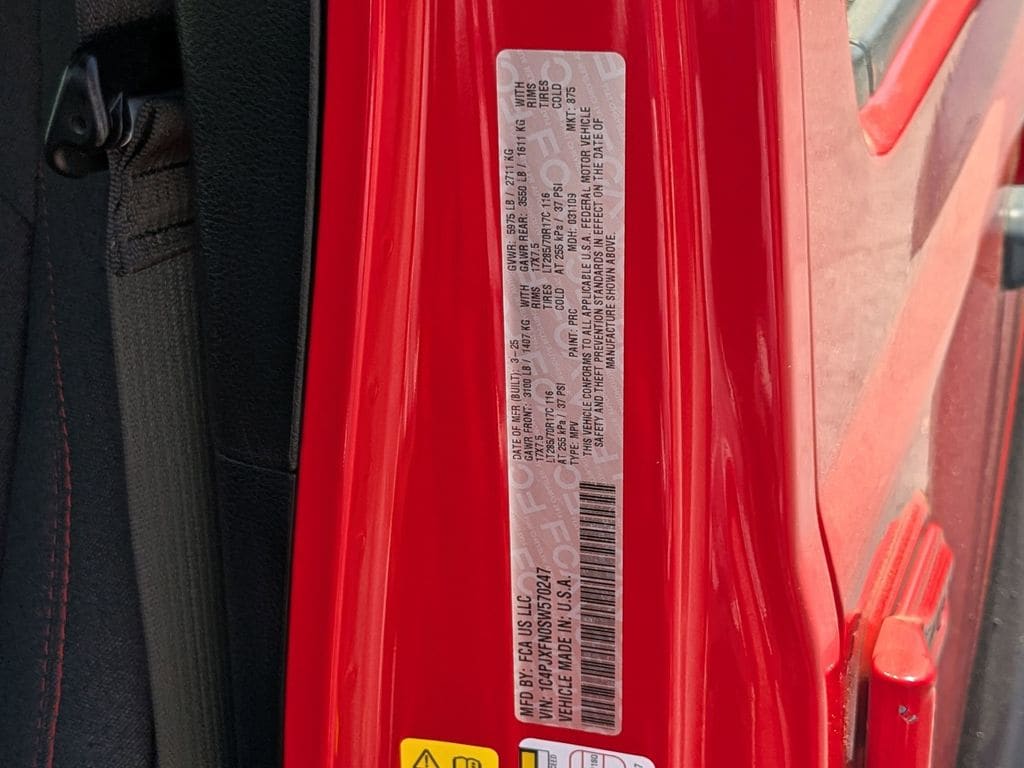 MFD BY: FCA US LLC
VIN: 1C4PJXFN0SW570247
VEHICLE MADE IN: U.S.A.
DATE OF MFR (BUILT): 3-25
GAWR FRONT: 3100 LB / 1407 KG WITH
17X7.5 RIMS
LT285/70R17C 116 TIRES
AT 255 kPa / 37 PSI COLD
GVWR: 5975 LB / 2711 KG
GAWR REAR: 3550 LB / 1611 KG WITH
17X7.5 RIMS
LT285/70R17C 116 TIRES
AT 255 kPa / 37 PSI COLD
TYPE: MPV PAINT: PRC MDH: 031109 MKT: 875
THIS VEHICLE CONFORMS TO ALL APPLICABLE U.S.A. FEDERAL MOTOR VEHICLE
SAFETY AND THEFT PREVENTION STANDARDS IN EFFECT ON THE DATE OF
MANUFACTURE SHOWN ABOVE.